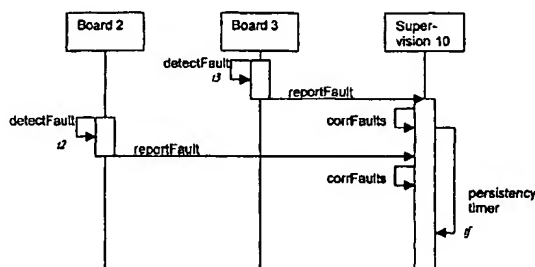 Board 2
Board 3
Super-
vision 10
detectFault
t3
reportFault
corrFaults
detectFault
t2
reportFault
corrFaults
persistency
timer
tf